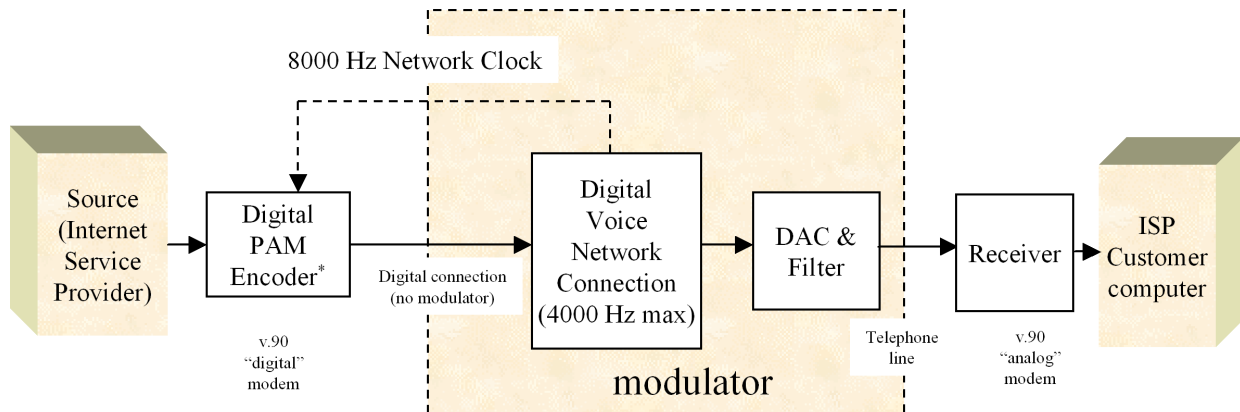 8000 Hz Network Clock
Source
(Internet
Service
Provider)
Digital
PAM
Encoder*
v.90
“digital”
modem
Digital connection
(no modulator)
Digital
Voice
Network
Connection
(4000 Hz max)
DAC &
Filter
modulator
Telephone
line
Receiver
v.90
“analog”
modem
ISP
Customer
computer